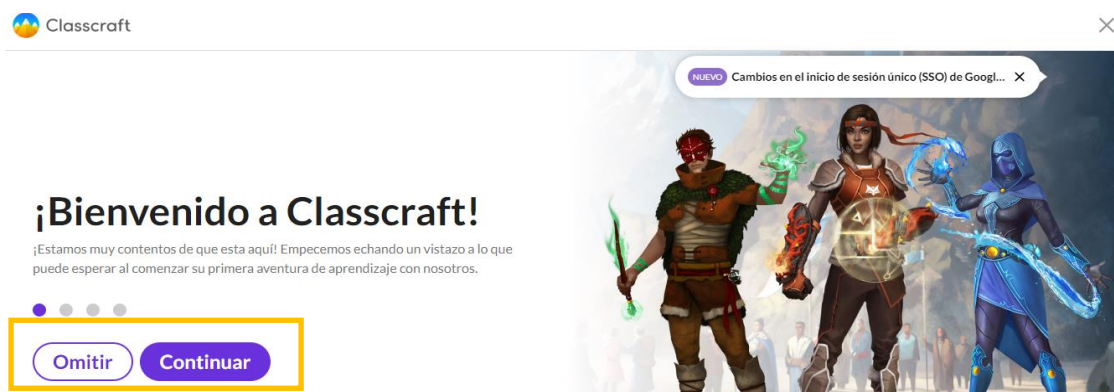 Classcraft
NUEVO Cambios en el inicio de sesión único (SSO) de Googl...
¡Bienvenido a Classcraft!
¡Estamos muy contentos de que esta aquí! Empecemos echando un vistazo a lo que
puede esperar al comenzar su primera aventura de aprendizaje con nosotros.
Omitir Continuar